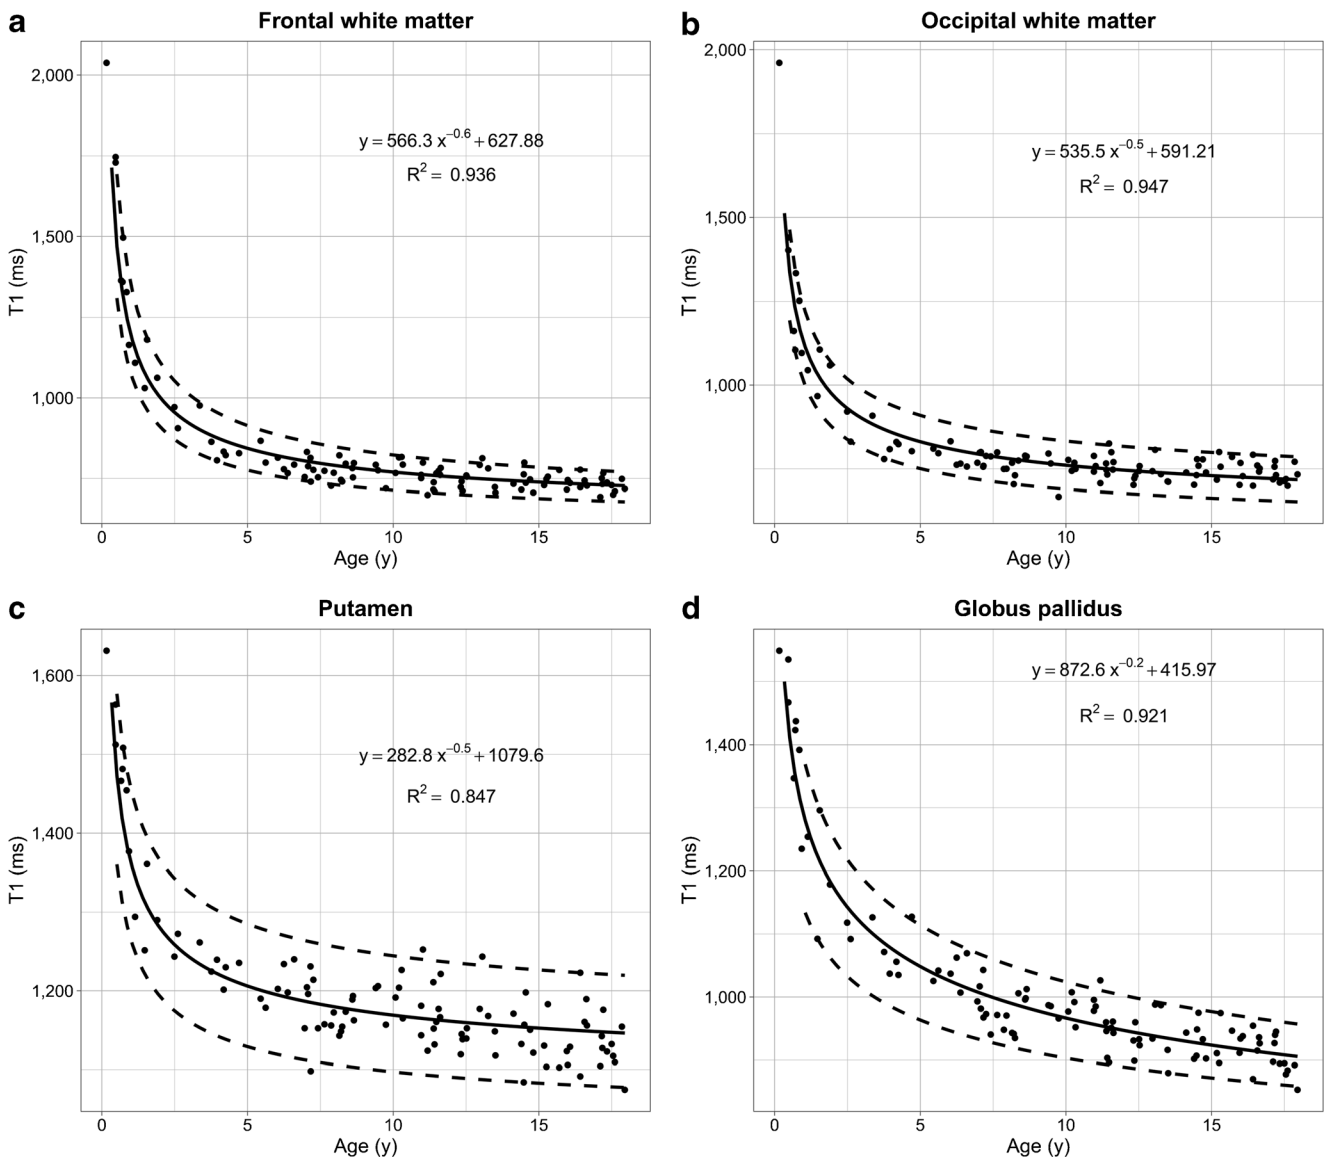 a
Frontal white matter
2,000
1,500
1,000
T1 (ms)
y = 566.3 x^−0.6 + 627.88
R² = 0.936
0 5 10 15
Age (y)
b
Occipital white matter
2,000
1,500
1,000
T1 (ms)
y = 535.5 x^−0.5 + 591.21
R² = 0.947
0 5 10 15
Age (y)
c
Putamen
1,600
1,400
1,200
T1 (ms)
y = 282.8 x^−0.5 + 1079.6
R² = 0.847
0 5 10 15
Age (y)
d
Globus pallidus
1,400
1,200
1,000
T1 (ms)
y = 872.6 x^−0.2 + 415.97
R² = 0.921
0 5 10 15
Age (y)